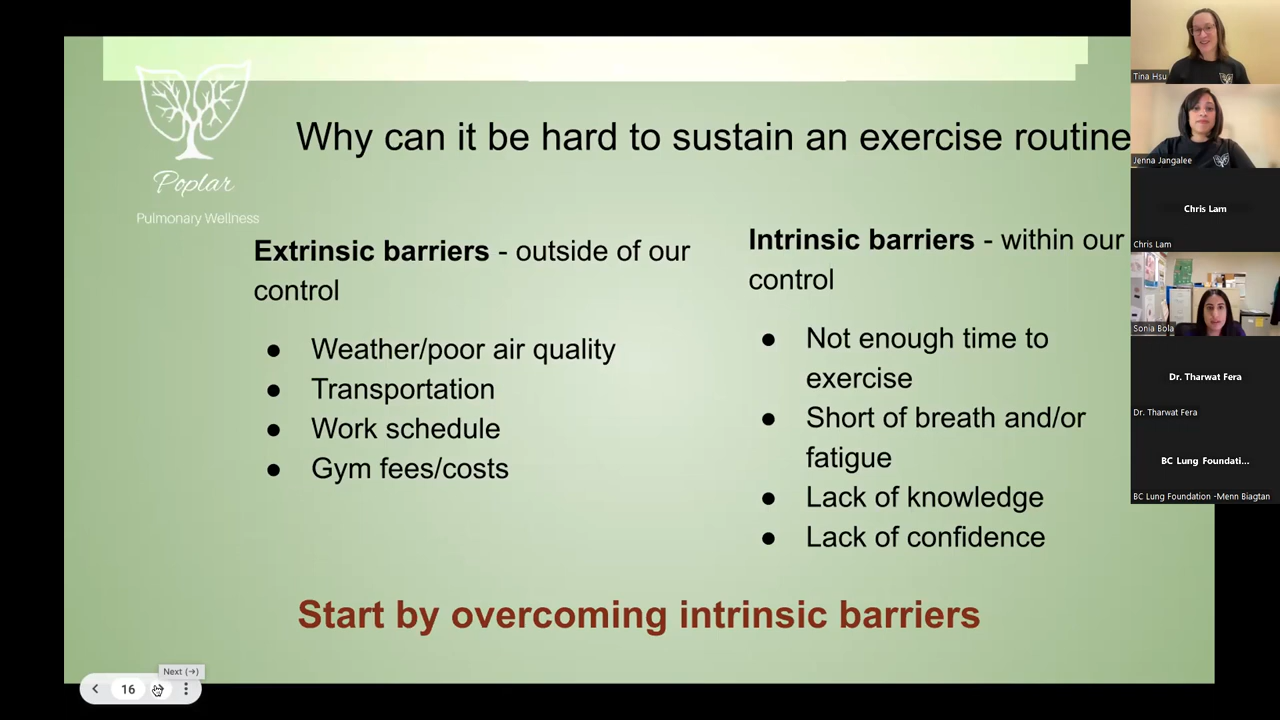 Poplar
Pulmonary Wellness
Why can it be hard to sustain an exercise routine
Extrinsic barriers - outside of our
control
● Weather/poor air quality
● Transportation
● Work schedule
● Gym fees/costs
Intrinsic barriers - within our
control
● Not enough time to
exercise
● Short of breath and/or
fatigue
● Lack of knowledge
● Lack of confidence
Start by overcoming intrinsic barriers
Next (→)
16
Tina Hsu
Jenna Jangalee
Chris Lam
Chris Lam
Sonia Bola
Dr. Tharwat Fera
Dr. Tharwat Fera
BC Lung Foundati...
BC Lung Foundation -Menn Biagtan